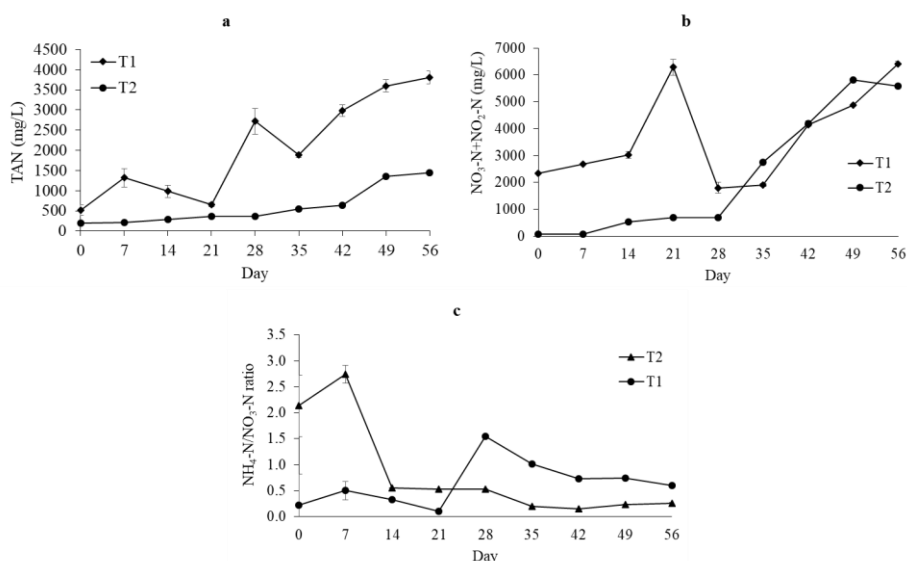 a
4500
4000
3500
3000
2500
2000
1500
1000
500
0
TAN (mg/L)
T1
T2
0 7 14 21 28 35 42 49 56
Day
b
7000
6000
5000
4000
3000
2000
1000
0
NO₃-N+NO₂-N (mg/L)
T1
T2
0 7 14 21 28 35 42 49 56
Day
c
3.5
3.0
2.5
2.0
1.5
1.0
0.5
0.0
NH₄-N/NO₃-N ratio
T2
T1
0 7 14 21 28 35 42 49 56
Day